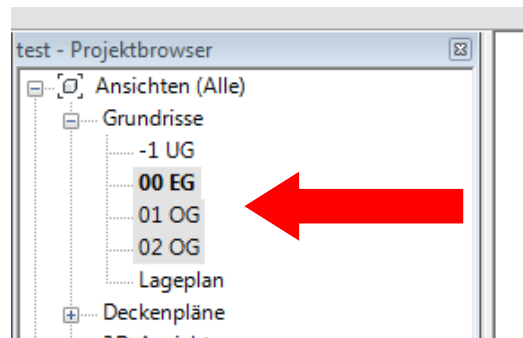 test - Projektbrowser
Ansichten (Alle)
Grundrisse
-1 UG
00 EG
01 OG
02 OG
Lageplan
Deckenpläne